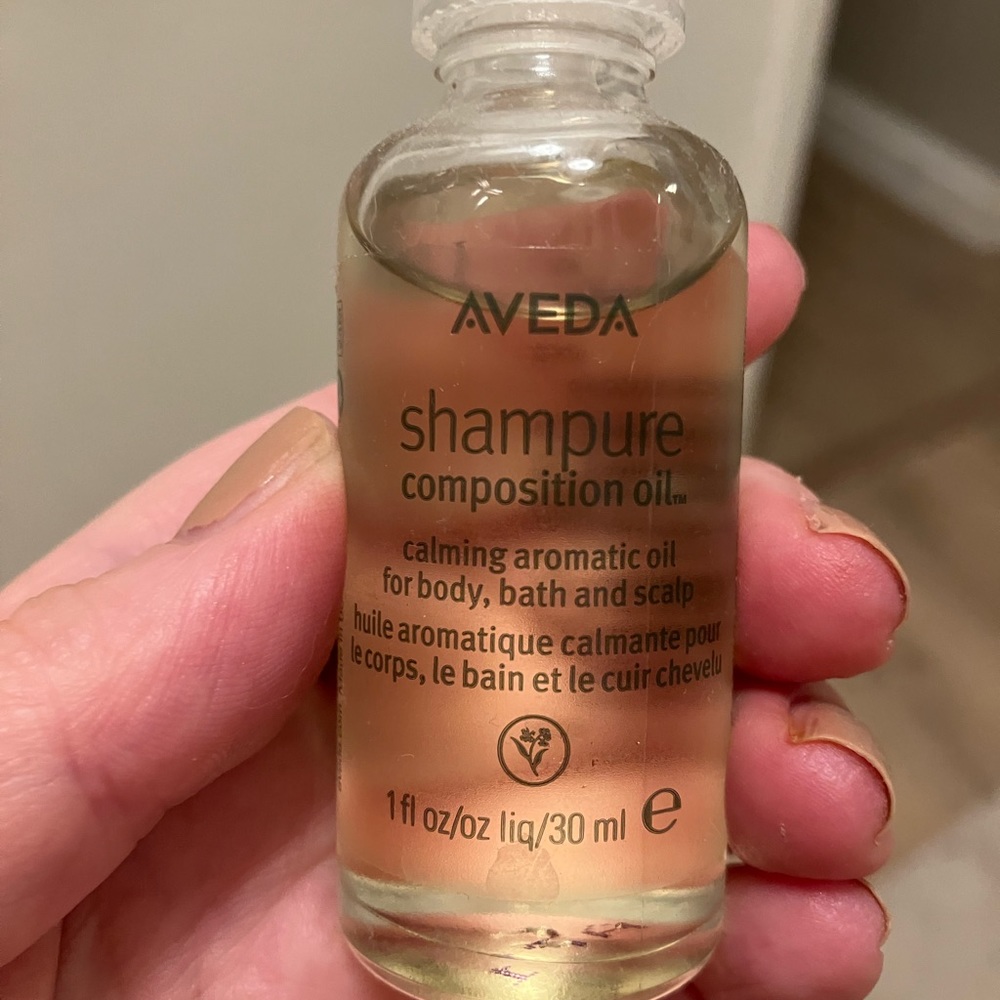 AVEDA
shampure
composition oil™
calming aromatic oil
for body, bath and scalp
huile aromatique calmante pour
le corps, le bain et le cuir chevelu
1 fl oz/oz liq/30 ml e